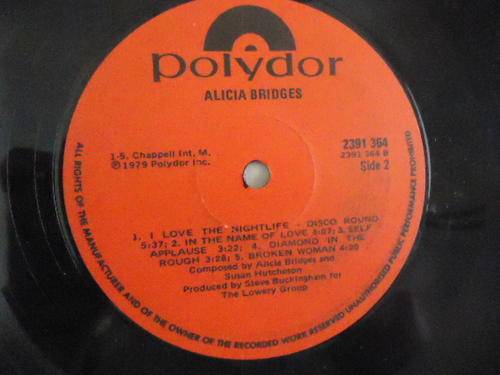 polydor
ALICIA BRIDGES
1-5, Chappell Int, M.
℗1979 Polydor Inc.
2391 364
2391 364 B
Side 2
1. I LOVE THE NIGHTLIFE - DISCO ROUND
5:37; 2. IN THE NAME OF LOVE 4:07; 3. SELF
APPLAUSE 3:22; 4. DIAMOND IN THE
ROUGH 3:28; 5. BROKEN WOMAN 4:20
Composed by Alicia Bridges and
Susan Hutcheson
Produced by Steve Buckingham for
The Lowery Group
ALL RIGHTS OF THE MANUFACTURER AND OF THE OWNER OF THE RECORDED WORK RESERVED UNAUTHORISED PUBLIC PERFORMANCE PROHIBITED